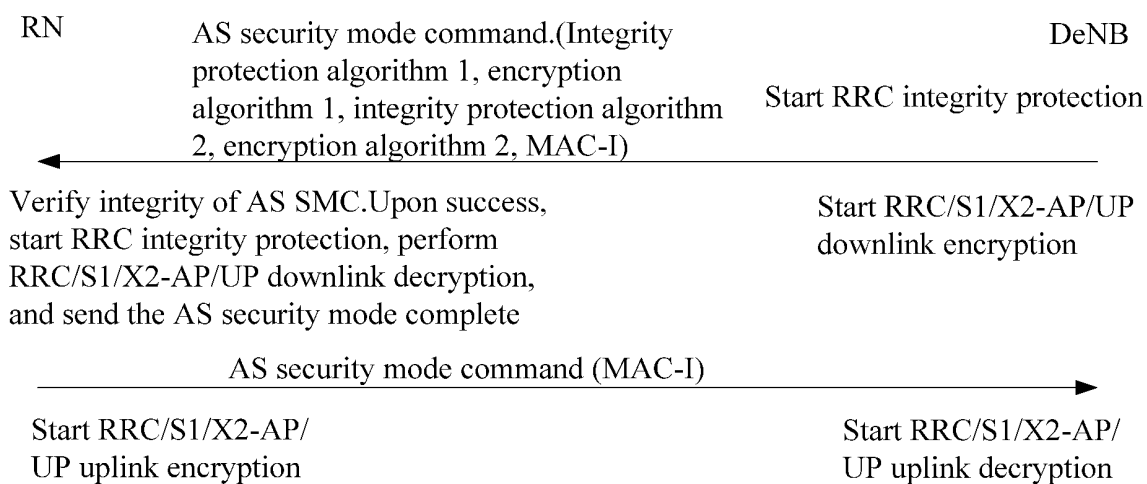 RN
AS security mode command.(Integrity
protection algorithm 1, encryption
algorithm 1, integrity protection algorithm
2, encryption algorithm 2, MAC-I)
DeNB
Start RRC integrity protection
Verify integrity of AS SMC.Upon success,
start RRC integrity protection, perform
RRC/S1/X2-AP/UP downlink decryption,
and send the AS security mode complete
Start RRC/S1/X2-AP/UP
downlink encryption
AS security mode command (MAC-I)
Start RRC/S1/X2-AP/
UP uplink encryption
Start RRC/S1/X2-AP/
UP uplink decryption